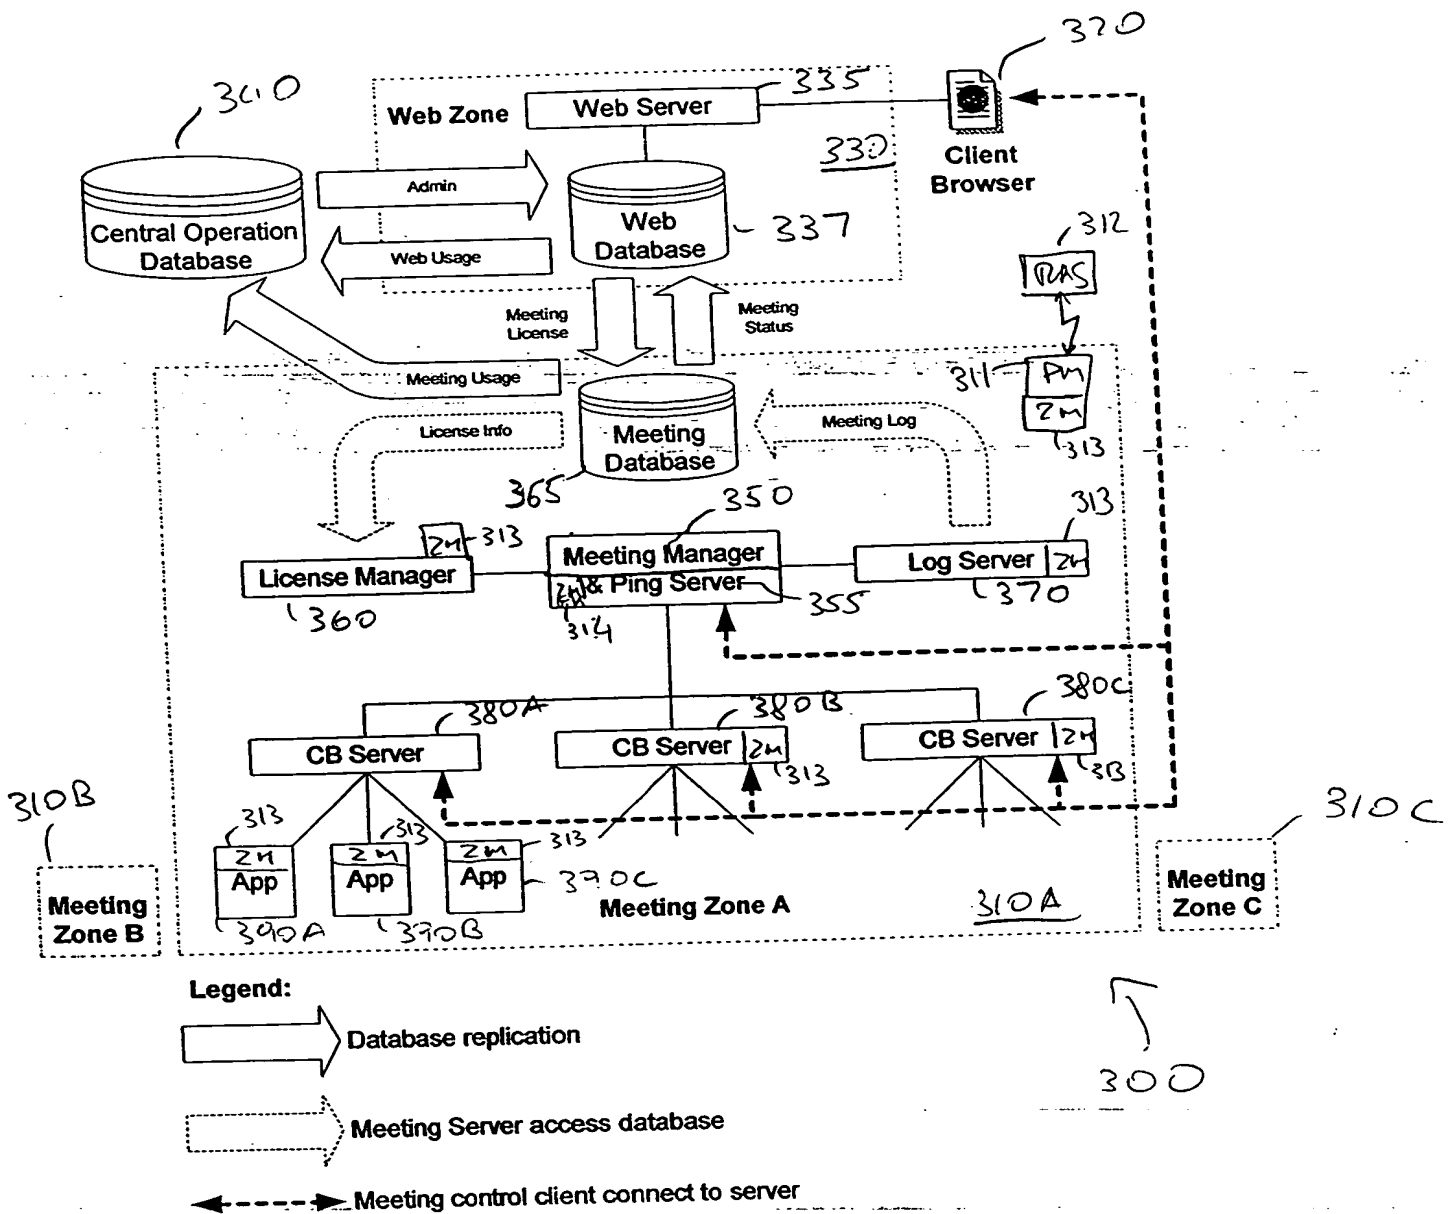 320
340
335
Web Zone
Web Server
330
Client
Browser
Admin
Central Operation
Database
Web
Database
337
Web Usage
312
RAS
Meeting
License
Meeting
Status
311
PM
ZM
313
Meeting Usage
License Info
Meeting
Database
Meeting Log
365
350
ZM
313
313
License Manager
Meeting Manager
& Ping Server
ZM
Log Server
ZM
360
314
355
370
380A
380B
380C
CB Server
CB Server
ZM
CB Server
ZM
313
313
310B
310C
313
313
313
ZM
App
ZM
App
ZM
App
390A
390B
390C
Meeting
Zone B
Meeting Zone A
310A
Meeting
Zone C
Legend:
Database replication
300
Meeting Server access database
Meeting control client connect to server